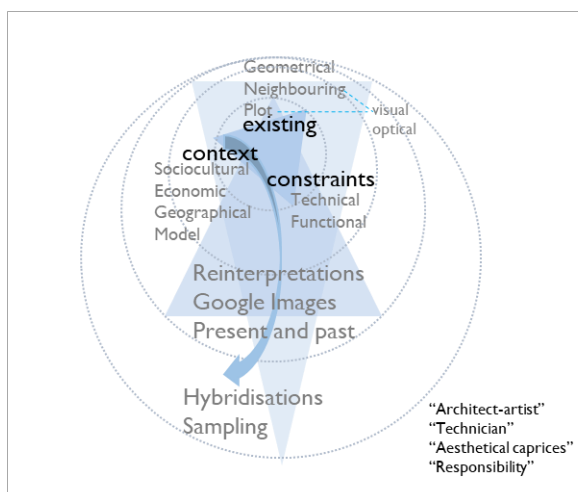 Geometrical
Neighbouring
Plot
visual
optical
existing
context
Sociocultural
Economic
Geographical
Model
constraints
Technical
Functional
Reinterpretations
Google Images
Present and past
Hybridisations
Sampling
“Architect-artist”
“Technician”
“Aesthetical caprices”
“Responsibility”